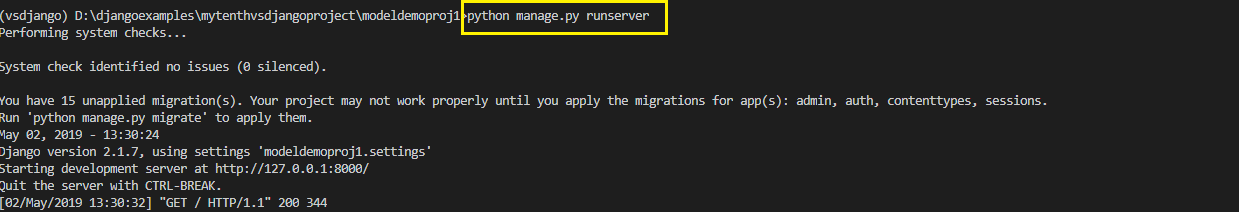 (vsdjango) D:\djangoexamples\mytenthvsdjangoproject\modeldemoproj1>python manage.py runserver
Performing system checks...
System check identified no issues (0 silenced).
You have 15 unapplied migration(s). Your project may not work properly until you apply the migrations for app(s): admin, auth, contenttypes, sessions.
Run 'python manage.py migrate' to apply them.
May 02, 2019 - 13:30:24
Django version 2.1.7, using settings 'modeldemoproj1.settings'
Starting development server at http://127.0.0.1:8000/
Quit the server with CTRL-BREAK.
[02/May/2019 13:30:32] "GET / HTTP/1.1" 200 344